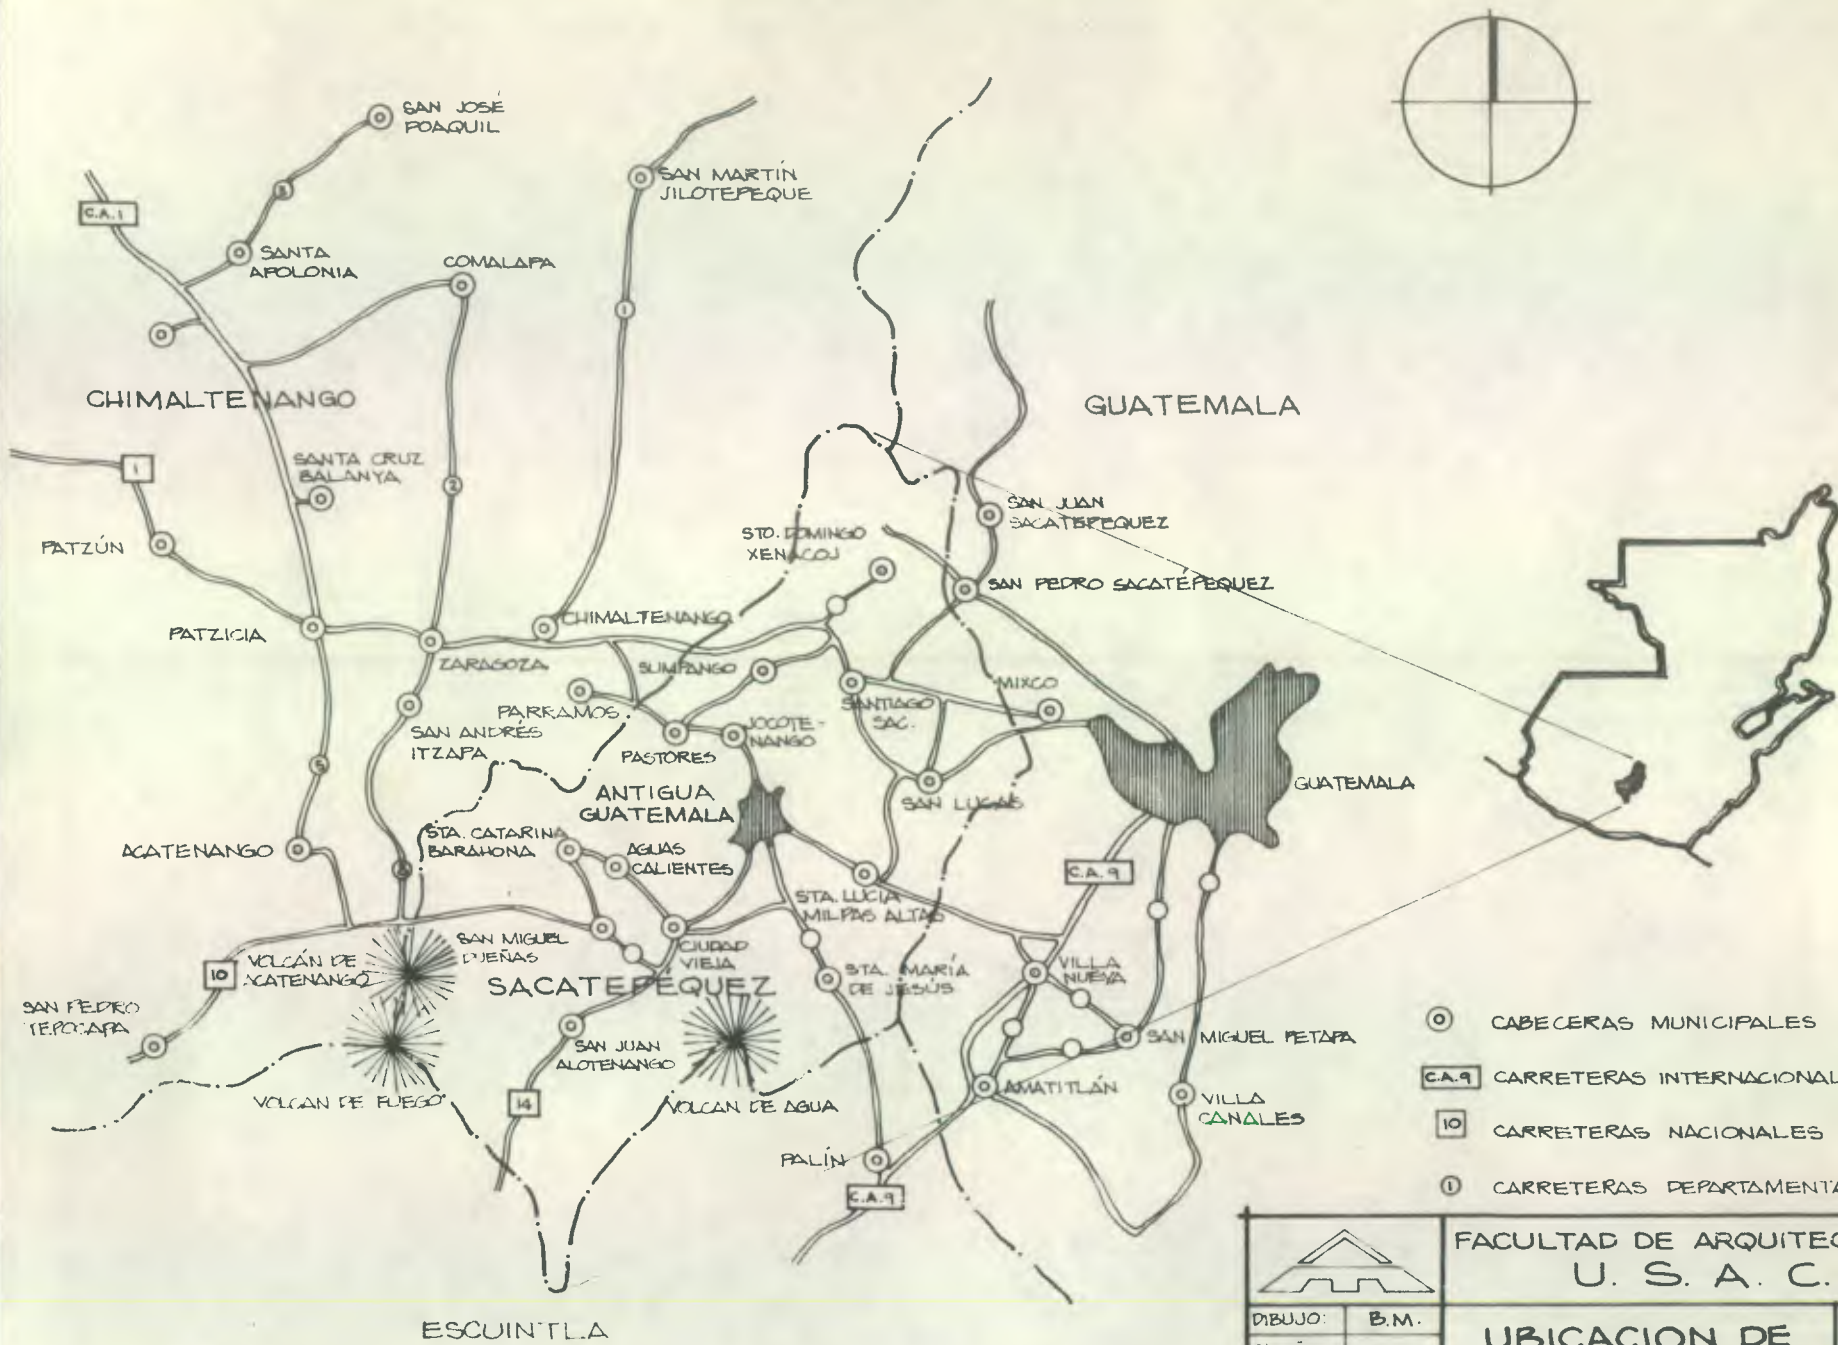 SAN JOSÉ
POAQUIL
SAN MARTÍN
JILOTEPEQUE
C.A.1
SANTA
APOLONIA
COMALAPA
1
CHIMALTENANGO
GUATEMALA
1
SANTA CRUZ
BALANYA
2
SAN JUAN
SACATEPEQUEZ
PATZÚN
STO. DOMINGO
XENACOJ
SAN PEDRO SACATÉPEQUEZ
PATZICIA
CHIMALTENANGO
ZARAGOZA
SUMPANGO
MIXCO
PARRAMOS
SANTIAGO
SAC.
SAN ANDRÉS
ITZAPA
JOCOTE-
NANGO
PASTORES
5
GUATEMALA
ANTIGUA
GUATEMALA
SAN LUCAS
ACATENANGO
STA. CATARINA
BARAHONA
AGUAS
CALIENTES
C.A.9
STA. LUCIA
MILPAS ALTAS
SAN MIGUEL
DUEÑAS
CIUDAD
VIEJA
10
VOLCÁN DE
ACATENANGO
SACATEPÉQUEZ
STA. MARÍA
DE JESÚS
VILLA
NUEVA
SAN PEDRO
YEPOCAPA
SAN JUAN
ALOTENANGO
SAN MIGUEL PETAPA
CABECERAS MUNICIPALES
C.A.9 CARRETERAS INTERNACIONAL
VOLCAN DE FUEGO
14
VOLCAN DE AGUA
AMATITLÁN
VILLA
CANALES
10 CARRETERAS NACIONALES
PALÍN
C.A.9
1 CARRETERAS DEPARTAMENTA
FACULTAD DE ARQUITEC
U. S. A. C.
DIBUJO: B.M.
UBICACION DE
ESCUINTLA